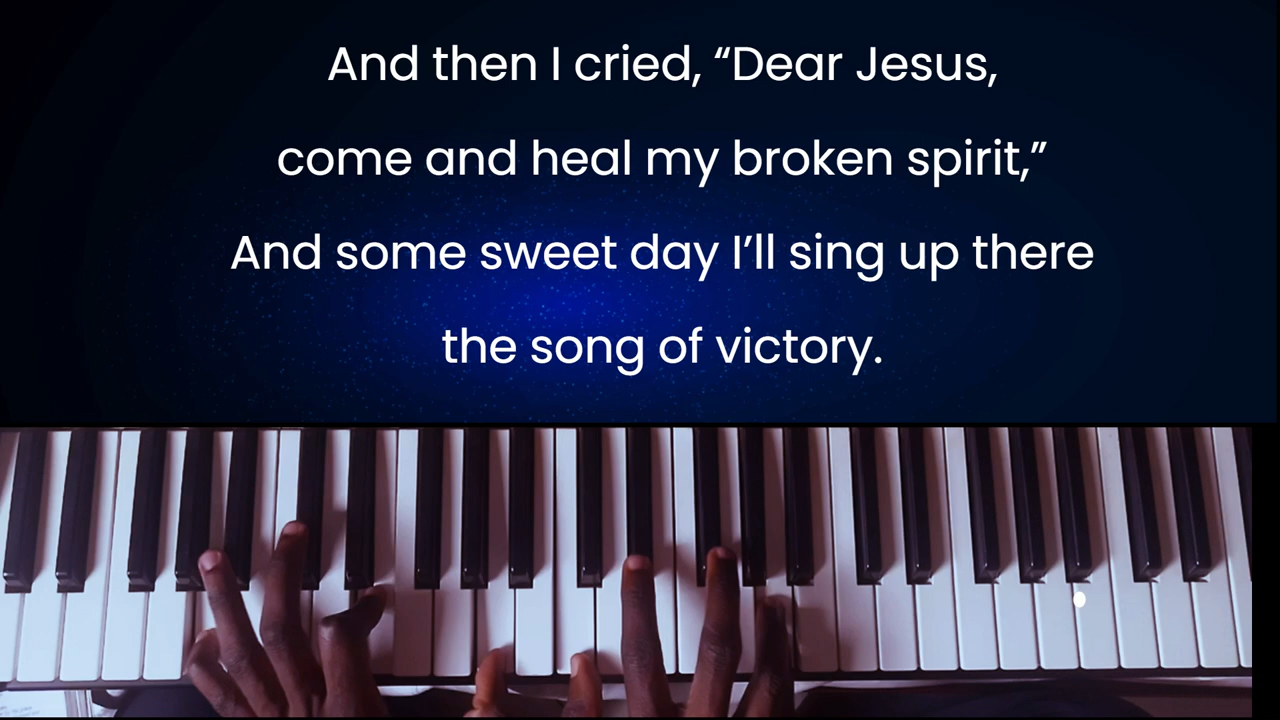 And then I cried, “Dear Jesus,
come and heal my broken spirit,”
And some sweet day I’ll sing up there
the song of victory.